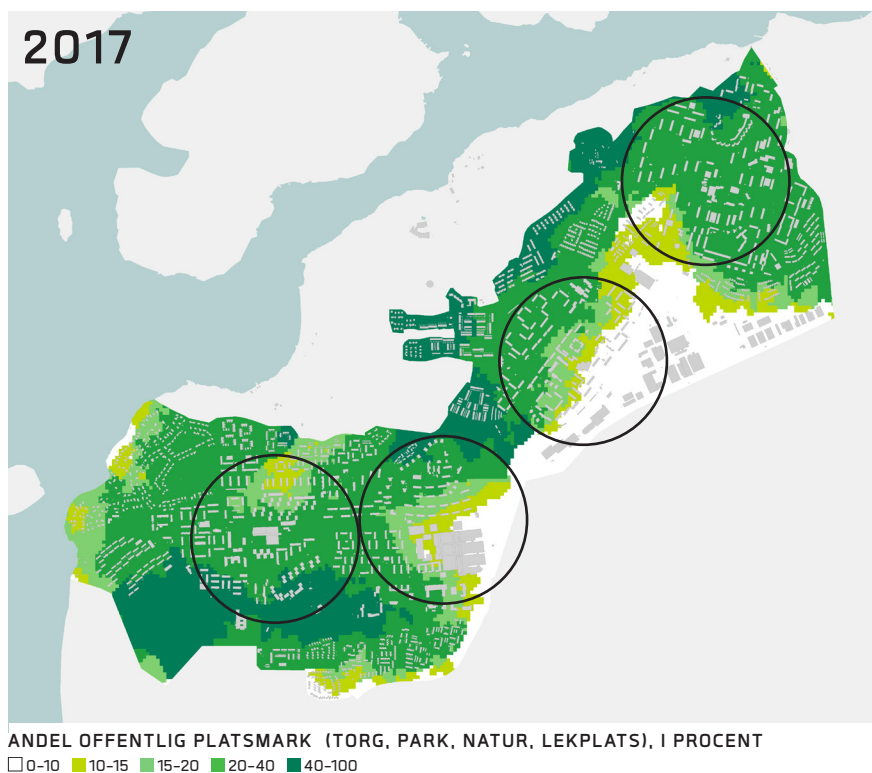 2017
ANDEL OFFENTLIG PLATSMARK (TORG, PARK, NATUR, LEKPLATS), I PROCENT
0–10 10–15 15–20 20–40 40–100